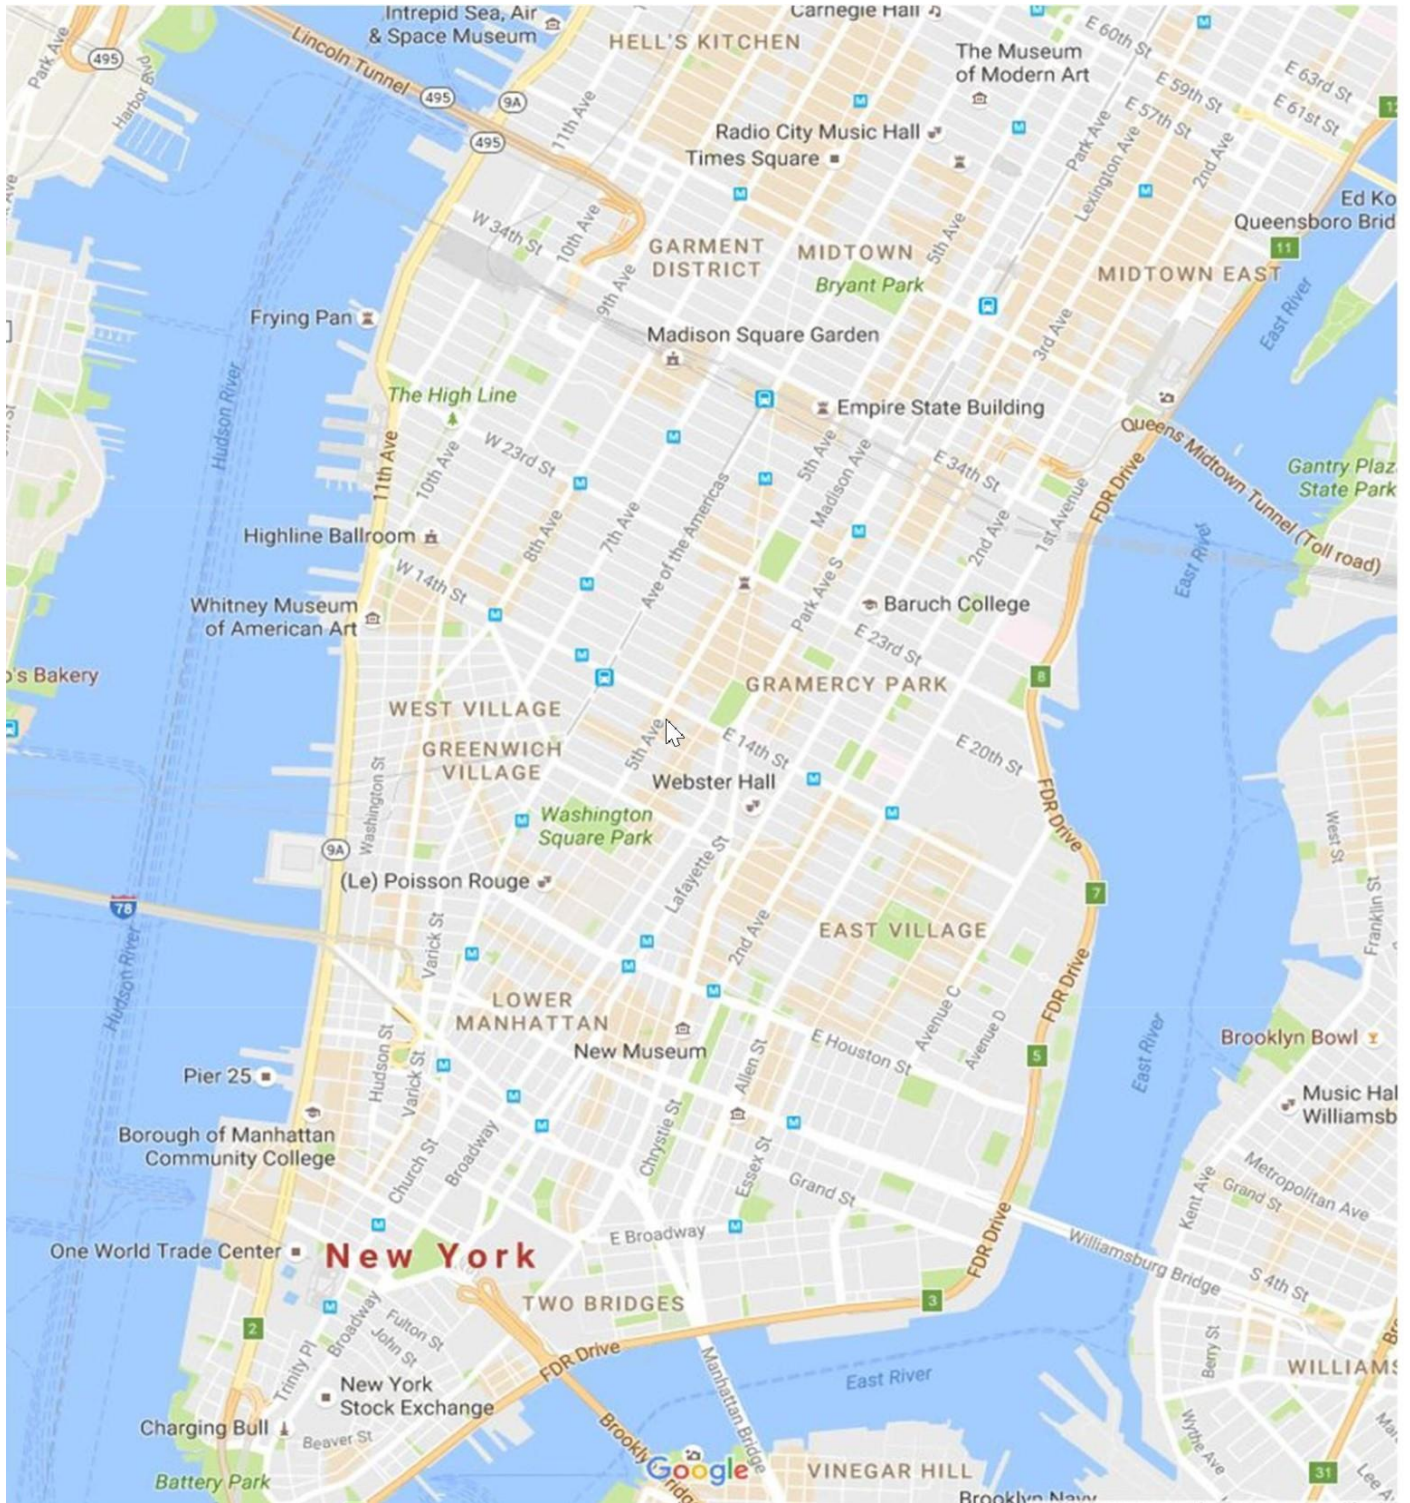 Intrepid Sea, Air
& Space Museum
Carnegie Hall
HELL'S KITCHEN
E 60th St
Park Ave
495
Lincoln Tunnel
The Museum
of Modern Art
E 63rd St
E 59th St
Harbor Blvd
495
9A
11th Ave
E 61st St
E 57th St
12
495
Radio City Music Hall
Times Square
Park Ave
Lexington Ave
2nd Ave
Ave
Ed Ko
Queensboro Brid
W 34th St
10th Ave
GARMENT
DISTRICT
MIDTOWN
5th Ave
11
MIDTOWN EAST
Bryant Park
9th Ave
East River
Frying Pan
Madison Square Garden
3rd Ave
Hudson River
The High Line
Empire State Building
Queens Midtown Tunnel (Toll road)
W 23rd St
11th Ave
10th Ave
5th Ave
Madison Ave
E 34th St
FDR Drive
Gantry Plaz
State Park
Highline Ballroom
8th Ave
7th Ave
Ave of the Americas
2nd Ave
1st Avenue
East River
W 14th St
Park Ave S
Whitney Museum
of American Art
Baruch College
E 23rd St
o's Bakery
8
GRAMERCY PARK
WEST VILLAGE
GREENWICH
VILLAGE
5th Ave
E 14th St
E 20th St
Webster Hall
Washington St
FDR Drive
Washington
Square Park
West St
9A
Lafayette St
(Le) Poisson Rouge
78
7
Franklin St
EAST VILLAGE
2nd Ave
Varick St
Hudson River
FDR Drive
LOWER
MANHATTAN
Avenue C
Avenue D
E Houston St
New Museum
Brooklyn Bowl
5
East River
Hudson St
Varick St
Allen St
Pier 25
Music Hal
Williamsb
Borough of Manhattan
Community College
Church St
Broadway
Chrystie St
Essex St
Grand St
Kent Ave
Metropolitan Ave
Grand St
One World Trade Center
New York
E Broadway
FDR Drive
Williamsburg Bridge
S 4th St
TWO BRIDGES
3
2
Broadway
Fulton St
John St
Trinity Pl
FDR Drive
Manhattan Bridge
East River
Berry St
WILLIAMS
Bro
New York
Stock Exchange
Charging Bull
Beaver St
Brooklyn Bridge
Wythe Ave
Battery Park
Google
VINEGAR HILL
31
Lee A
Brooklyn Navy